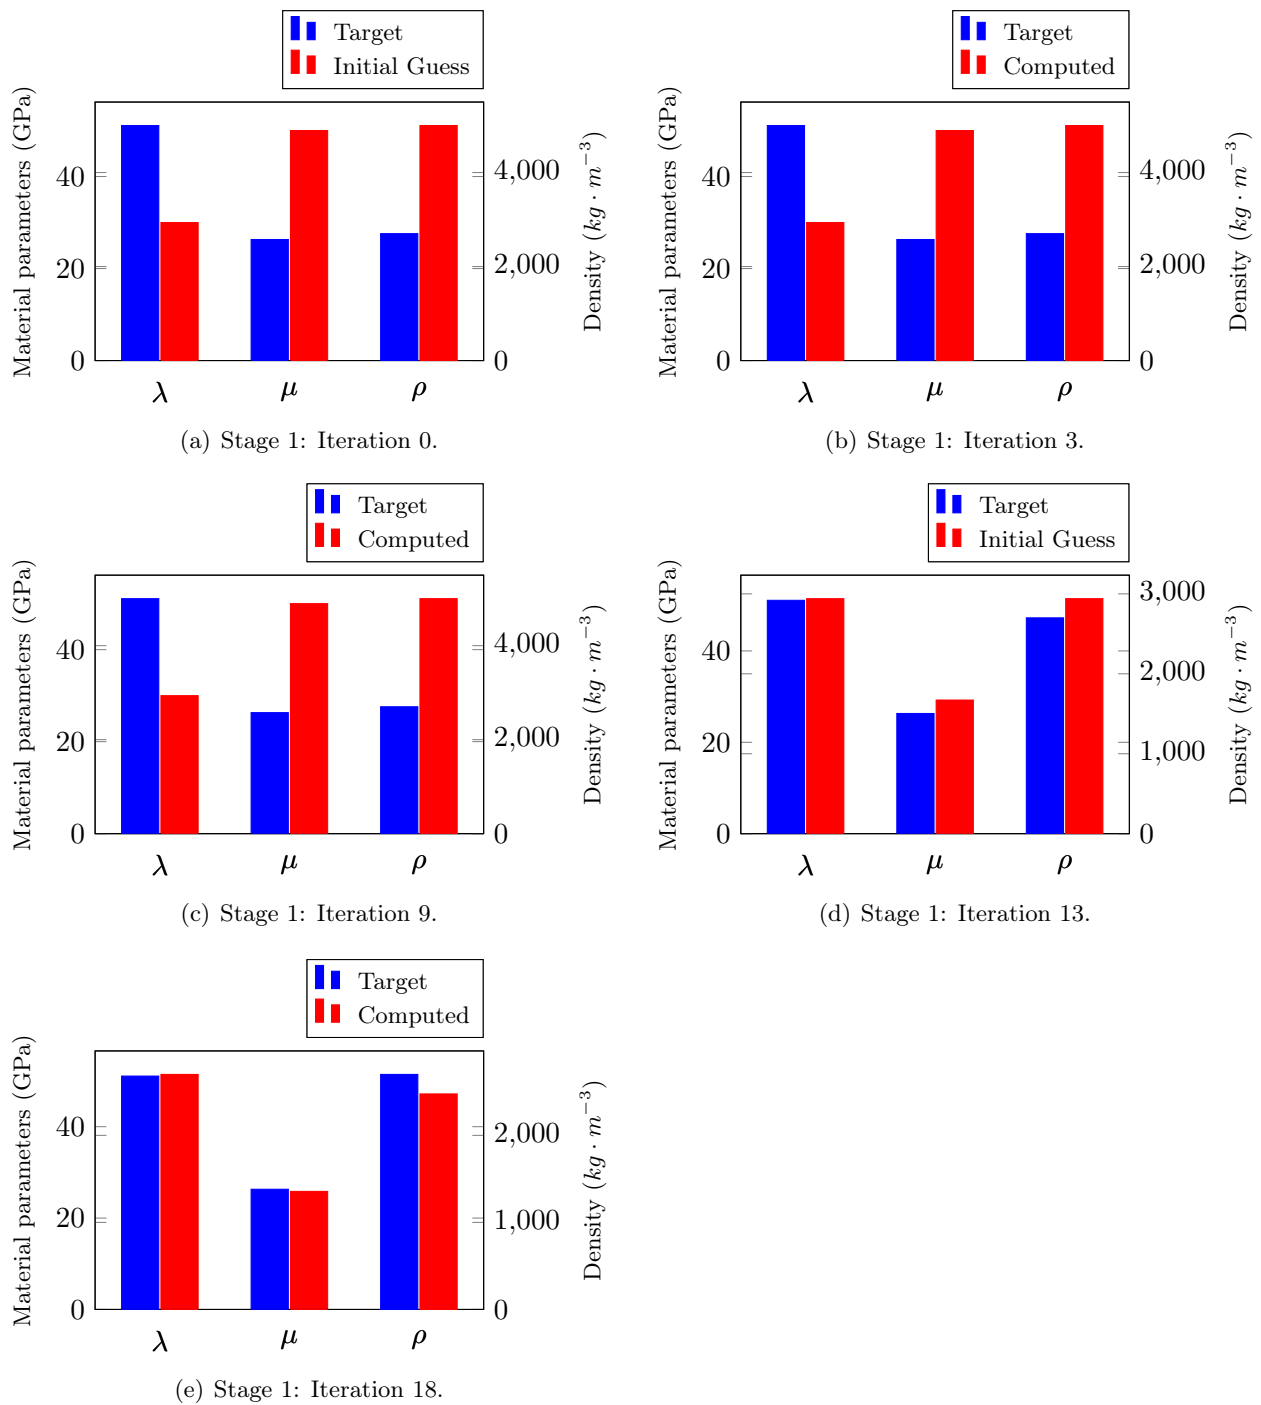 Target
Initial Guess
Material parameters (GPa)
40
20
0
4,000
2,000
0
Density (kg · m⁻³)
λ
μ
ρ
(a) Stage 1: Iteration 0.
Target
Computed
Material parameters (GPa)
40
20
0
4,000
2,000
0
Density (kg · m⁻³)
λ
μ
ρ
(b) Stage 1: Iteration 3.
Target
Computed
Material parameters (GPa)
40
20
0
4,000
2,000
0
Density (kg · m⁻³)
λ
μ
ρ
(c) Stage 1: Iteration 9.
Target
Initial Guess
Material parameters (GPa)
40
20
0
3,000
2,000
1,000
0
Density (kg · m⁻³)
λ
μ
ρ
(d) Stage 1: Iteration 13.
Target
Computed
Material parameters (GPa)
40
20
0
2,000
1,000
0
Density (kg · m⁻³)
λ
μ
ρ
(e) Stage 1: Iteration 18.